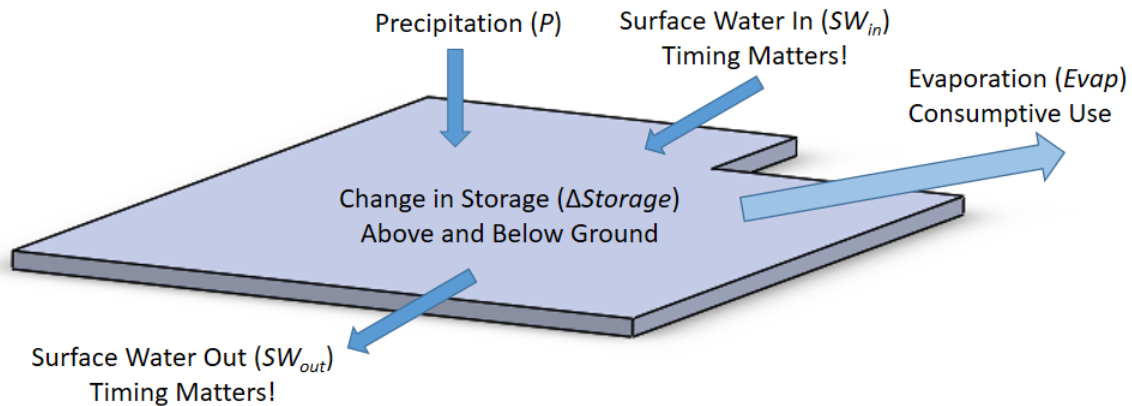 Precipitation (P)
Surface Water In (SWin)
Timing Matters!
Evaporation (Evap)
Consumptive Use
Change in Storage (ΔStorage)
Above and Below Ground
Surface Water Out (SWout)
Timing Matters!